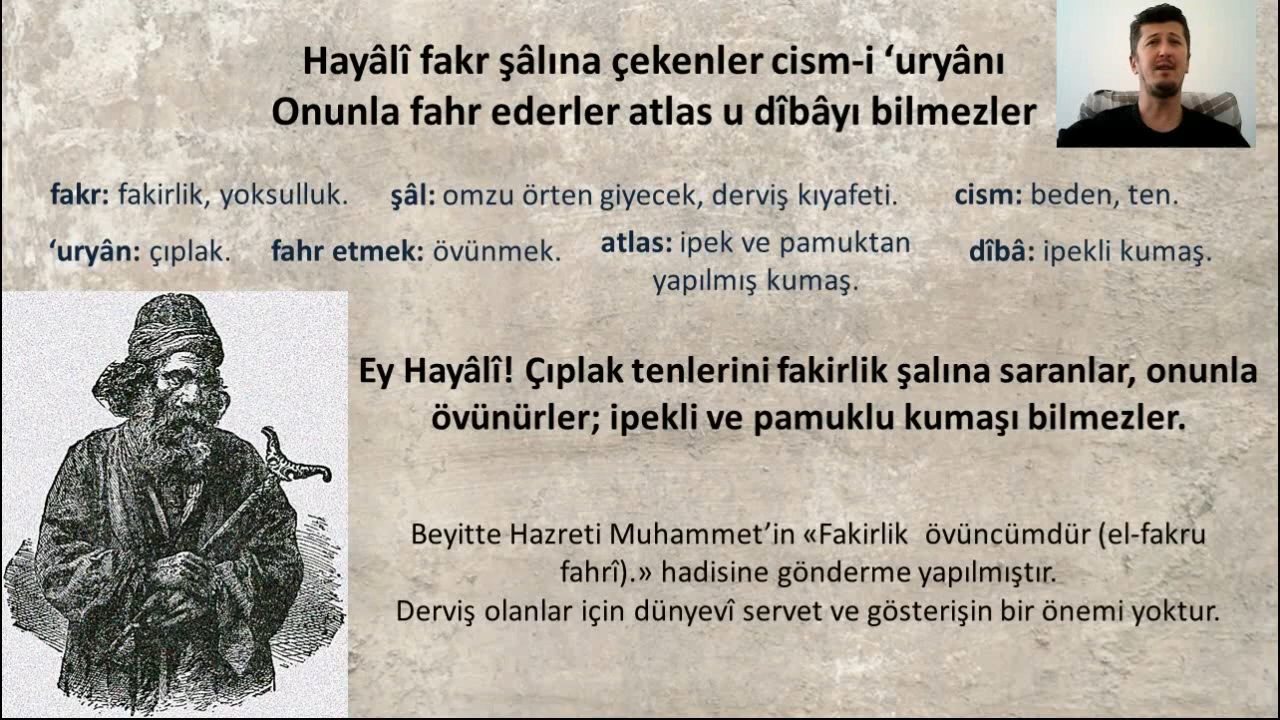 Hayâlî fakr şâlına çekenler cism-i ‘uryânı
Onunla fahr ederler atlas u dîbâyı bilmezler
fakr: fakirlik, yoksulluk. şâl: omzu örten giyecek, derviş kıyafeti. cism: beden, ten.
‘uryân: çıplak. fahr etmek: övünmek. atlas: ipek ve pamuktan dîbâ: ipekli kumaş.
yapılmış kumaş.
Ey Hayâlî! Çıplak tenlerini fakirlik şalına saranlar, onunla
övünürler; ipekli ve pamuklu kumaşı bilmezler.
Beyitte Hazreti Muhammet’in «Fakirlik övüncümdür (el-fakru
fahrî).» hadisine gönderme yapılmıştır.
Derviş olanlar için dünyevî servet ve gösterişin bir önemi yoktur.